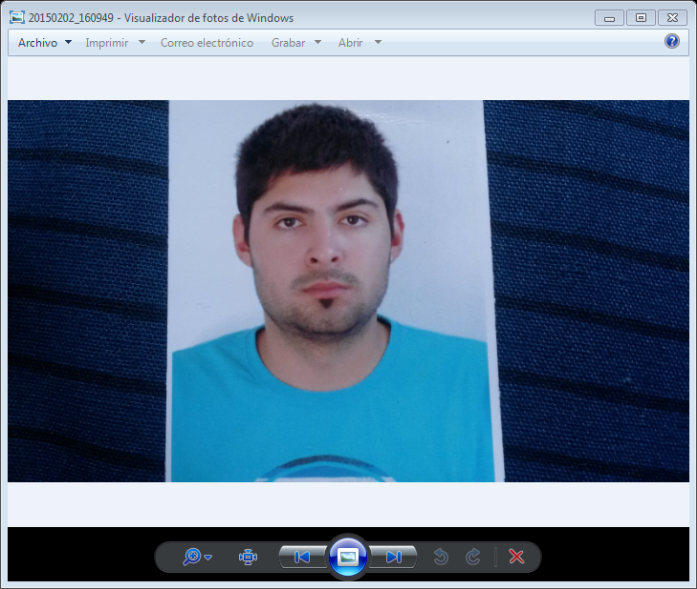 20150202_160949 - Visualizador de fotos de Windows
Archivo Imprimir Correo electrónico Grabar Abrir